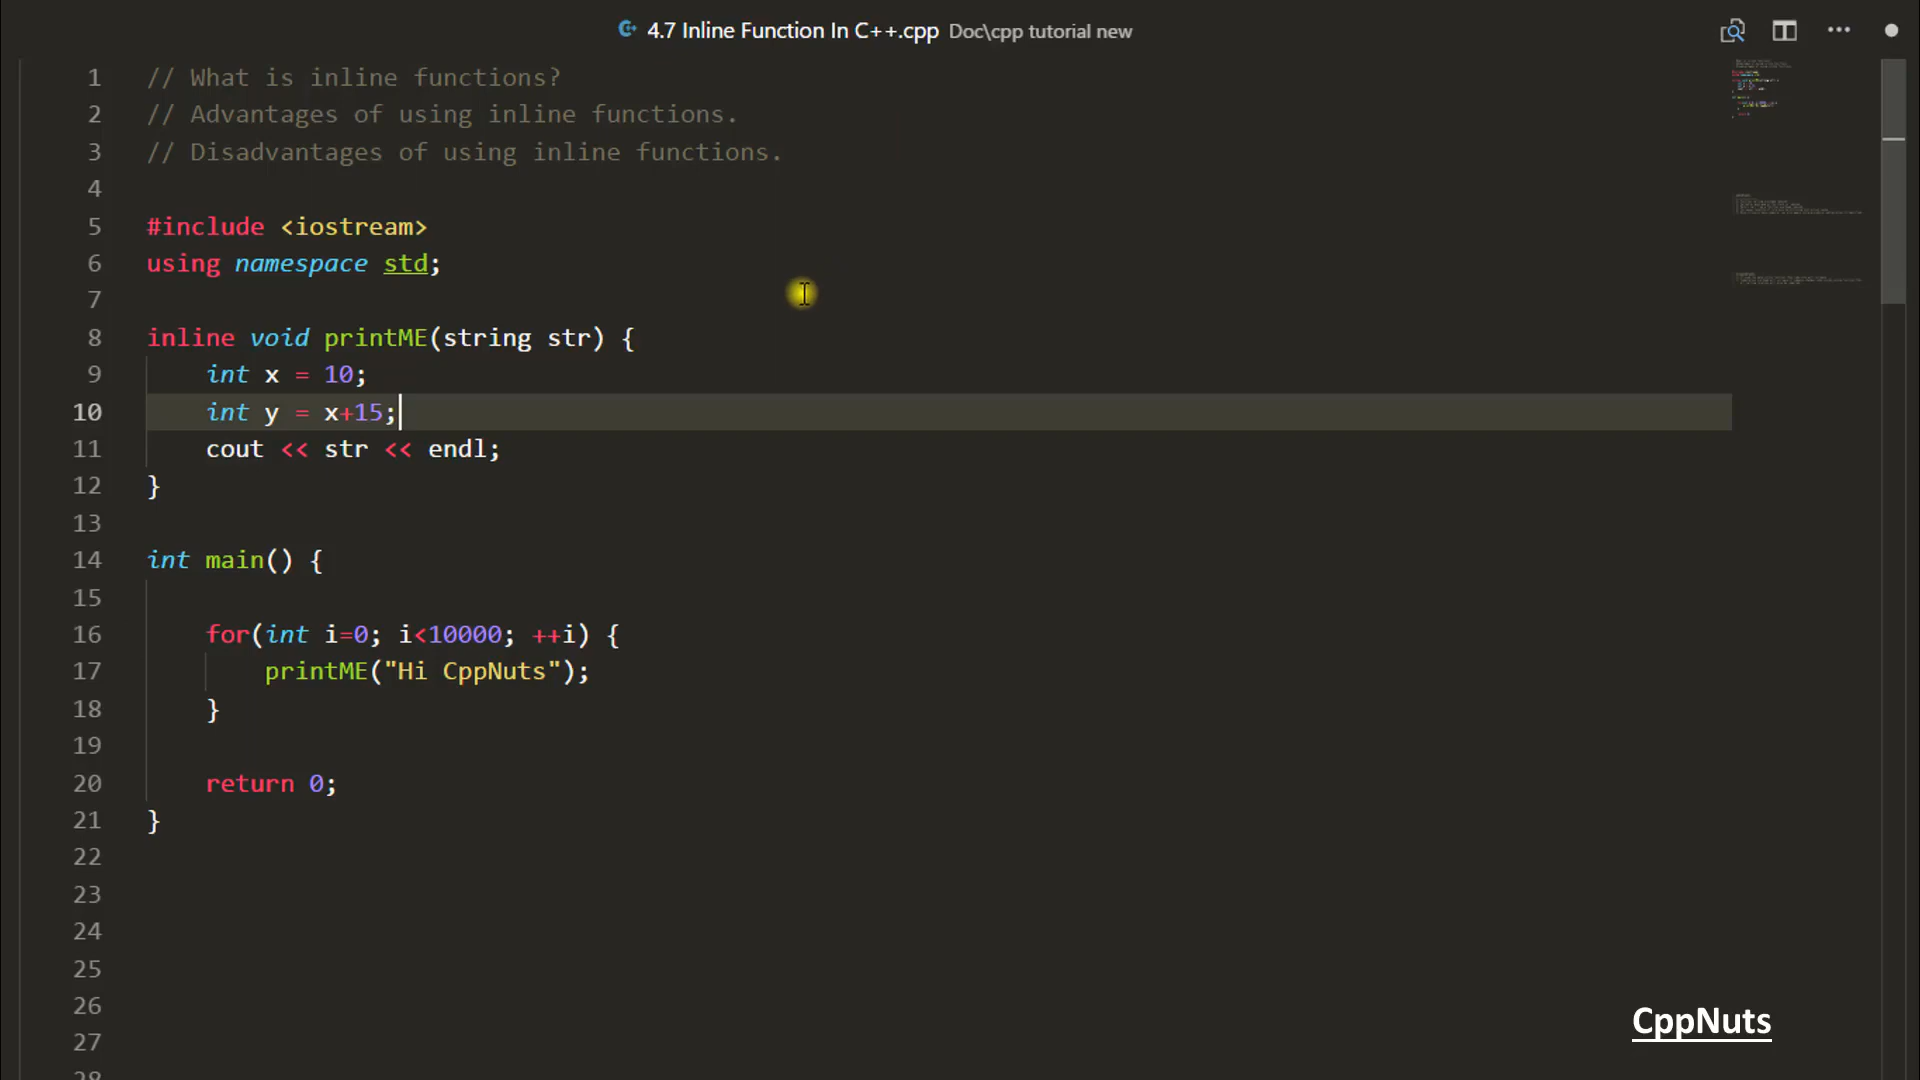 4.7 Inline Function In C++.cpp Doc\cpp tutorial new
1 // What is inline functions?
2 // Advantages of using inline functions.
3 // Disadvantages of using inline functions.
4
5 #include <iostream>
6 using namespace std;
7
8 inline void printME(string str) {
9 int x = 10;
10 int y = x+15;
11 cout << str << endl;
12 }
13
14 int main() {
15
16 for(int i=0; i<10000; ++i) {
17 printME("Hi CppNuts");
18 }
19
20 return 0;
21 }
22
23
24
25
26
27
28
CppNuts